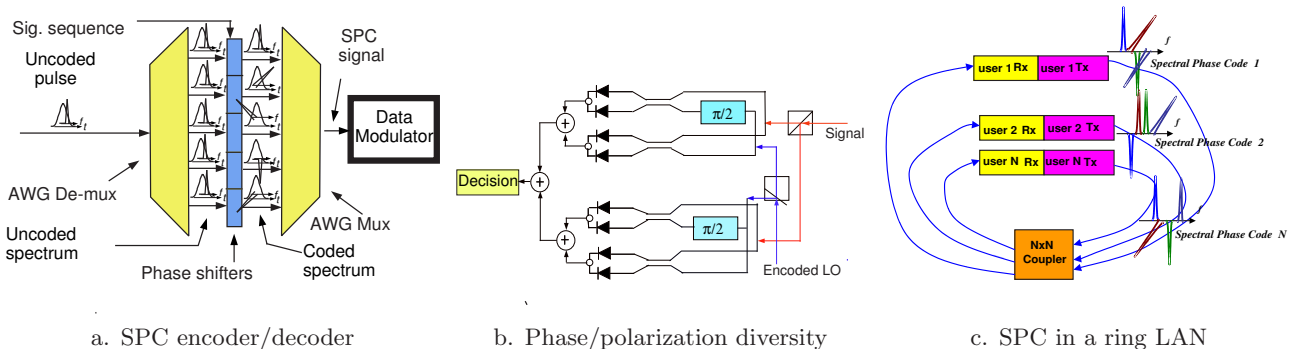 Sig. sequence
Uncoded
pulse
f
t
SPC
signal
Data
Modulator
AWG De-mux
AWG Mux
Uncoded
spectrum
Coded
spectrum
Phase shifters
a. SPC encoder/decoder
π/2
Signal
Decision
π/2
Encoded LO
b. Phase/polarization diversity
f
user 1 Rx
user 1 Tx
Spectral Phase Code 1
user 2 Rx
user 2 Tx
f
Spectral Phase Code 2
user N Rx
user N Tx
f
Spectral Phase Code N
NxN
Coupler
c. SPC in a ring LAN